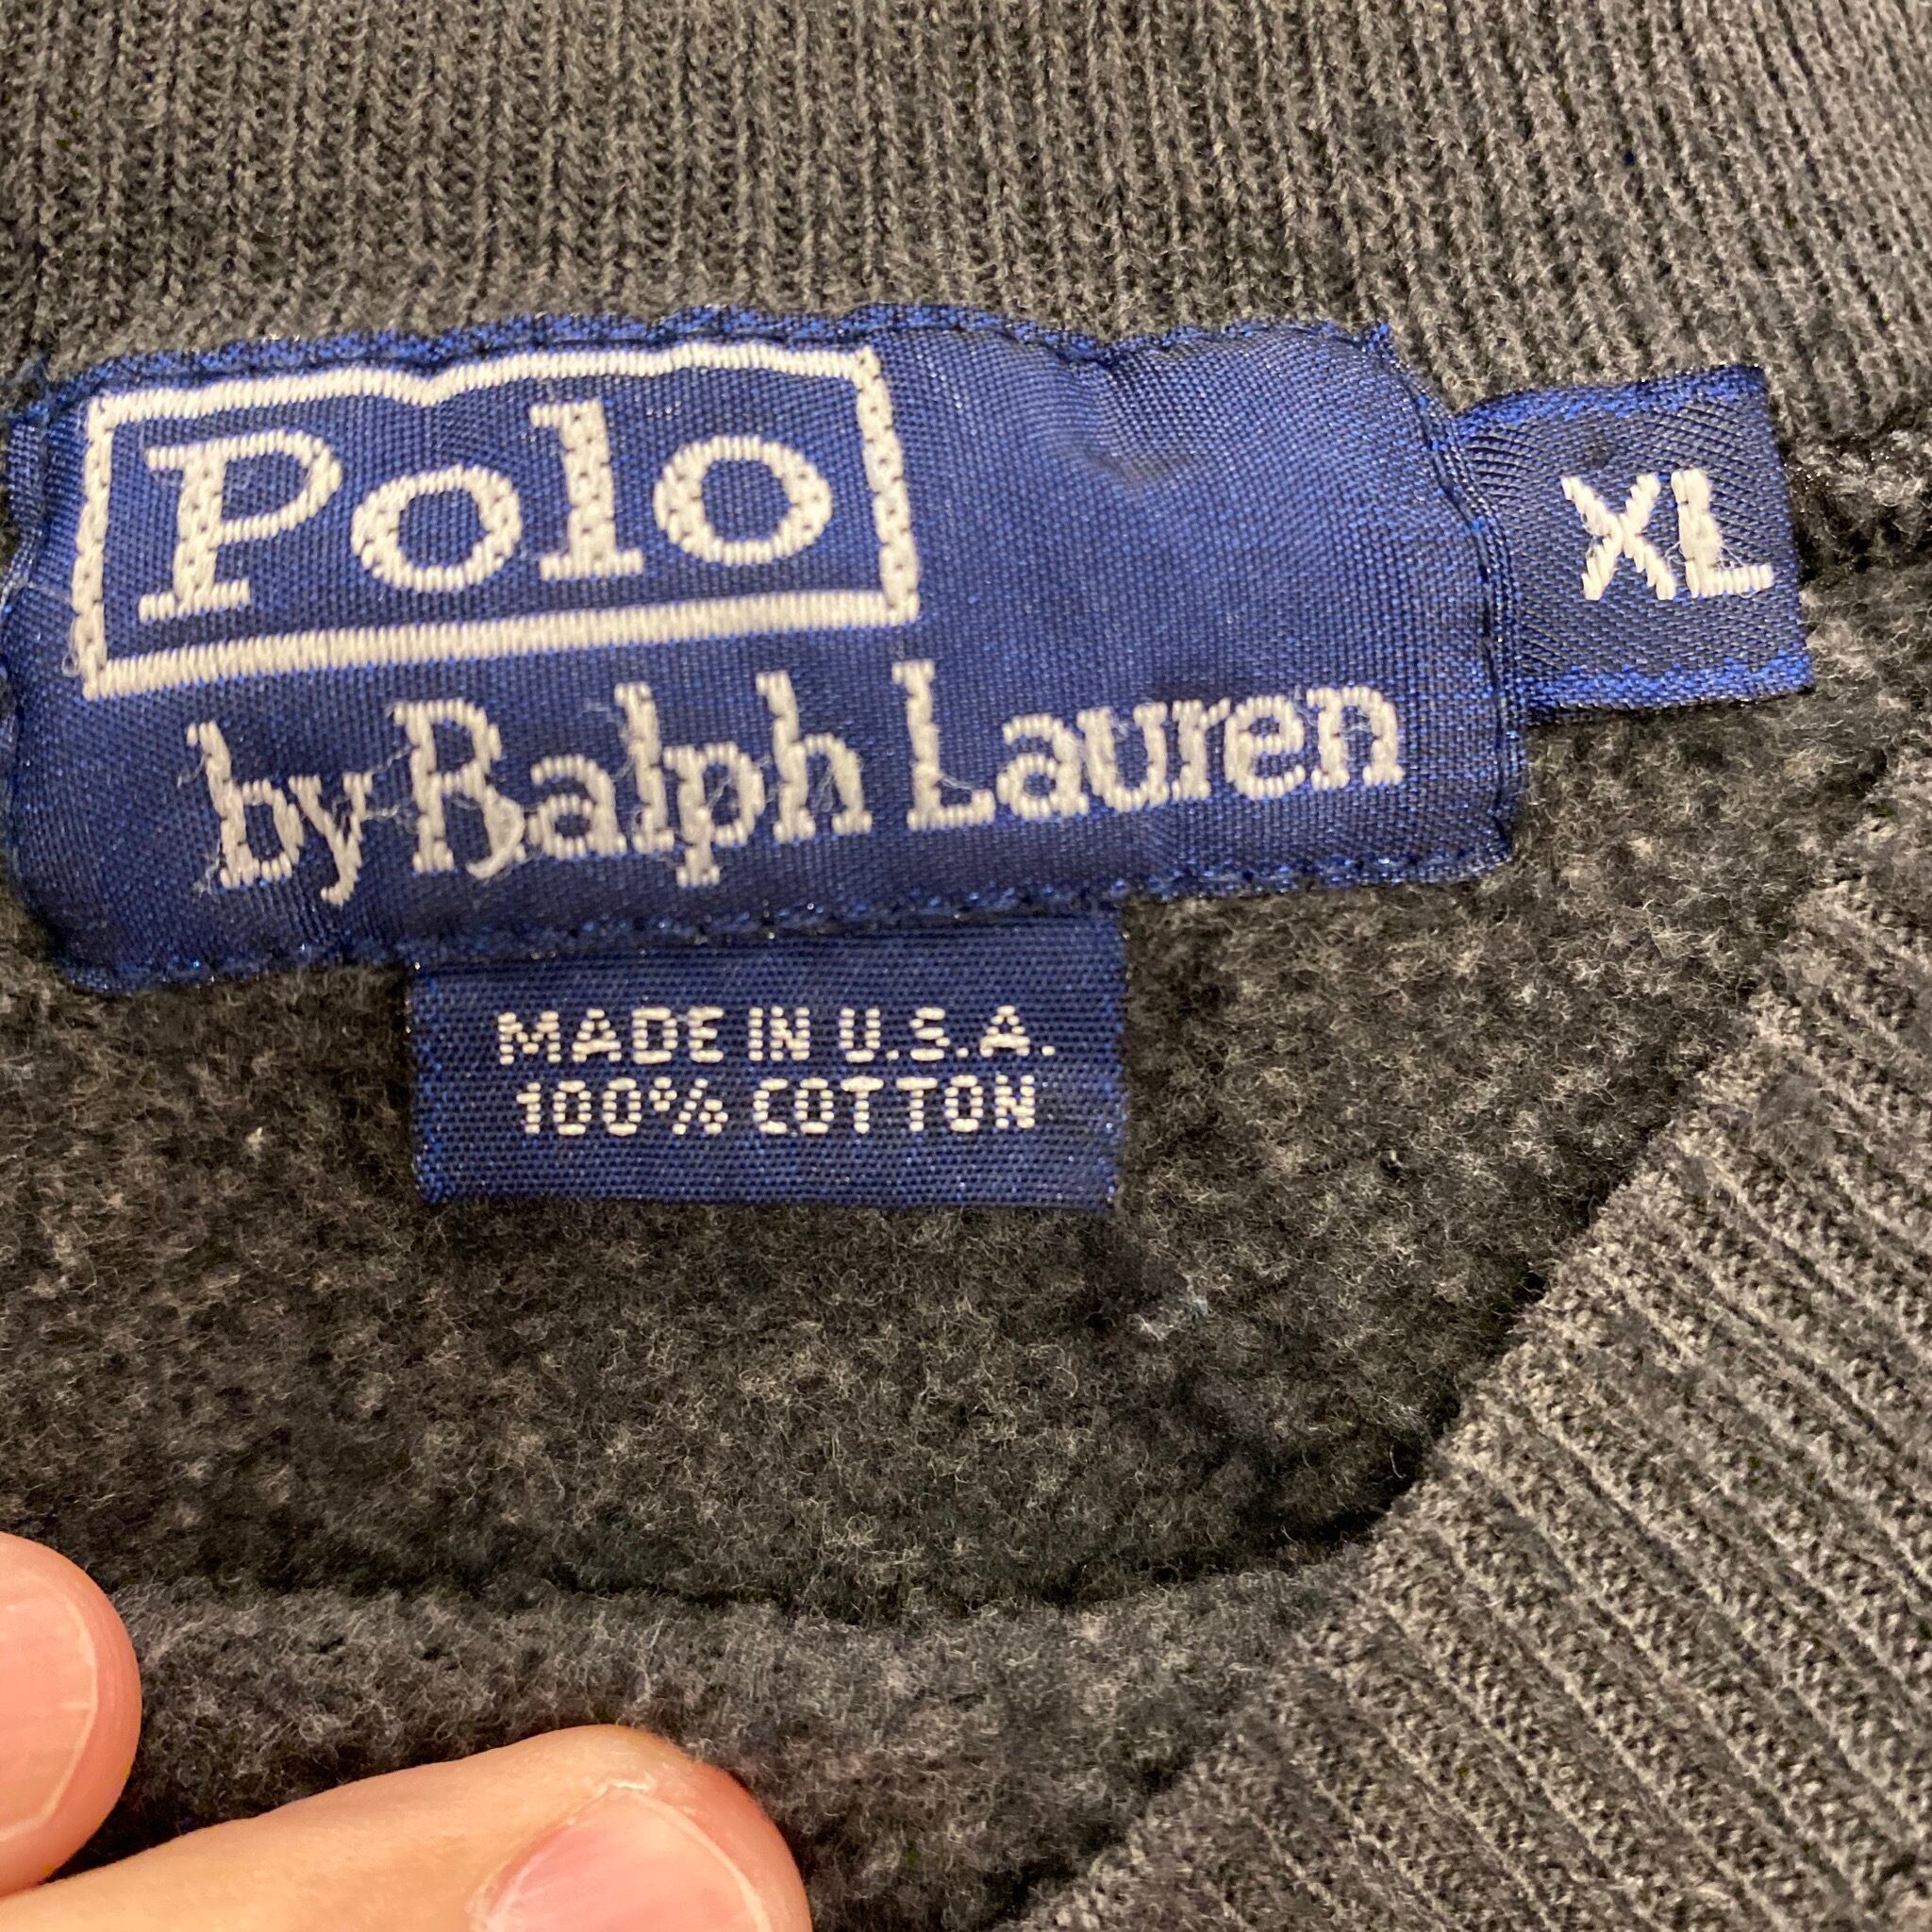 Polo
by Ralph Lauren
XL
MADE IN U.S.A.
100% COTTON